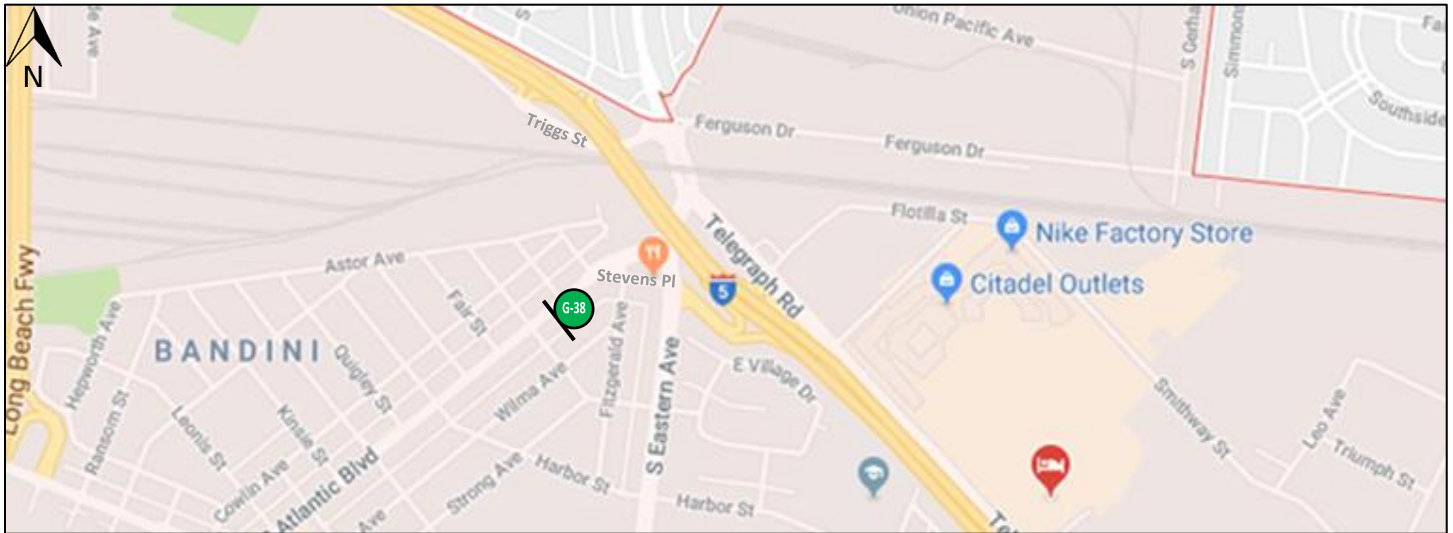 N
Union Pacific Ave
S Gerha
Simmons
Southside
Ferguson Dr
Ferguson Dr
Triggs St
Flotilla St
Telegraph Rd
Nike Factory Store
Citadel Outlets
Long Beach Fwy
Astor Ave
Stevens Pl
5
G-38
Fair St
Hepworth Ave
BANDINI
Quigley St
Fitzgerald Ave
S Eastern Ave
Wilma Ave
E Village Dr
Ransom St
Leonis St
Kinsie St
Cowlin Ave
Atlantic Blvd
Strong Ave
Harbor St
Harbor St
Ave
Smithway St
Leo Ave
Triumph St